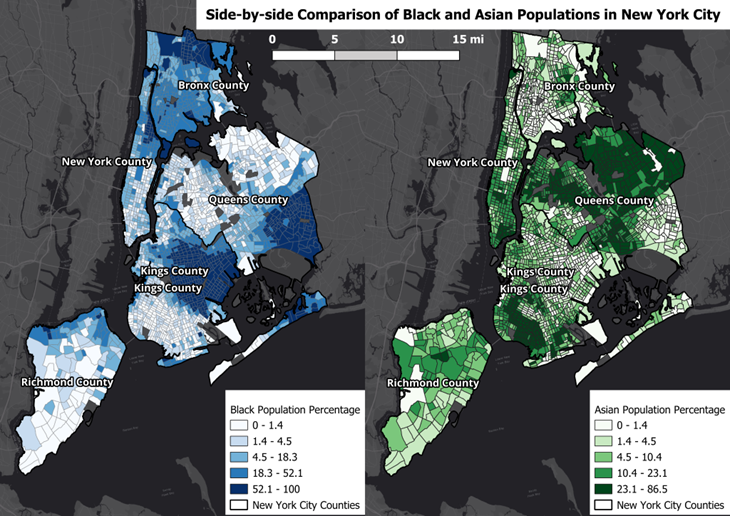 Side-by-side Comparison of Black and Asian Populations in New York City
0 5 10 15 mi
Bronx County
New York County
Queens County
Kings County
Kings County
Richmond County
Black Population Percentage
0 - 1.4
1.4 - 4.5
4.5 - 18.3
18.3 - 52.1
52.1 - 100
New York City Counties
Bronx County
New York County
Queens County
Kings County
Kings County
Richmond County
Asian Population Percentage
0 - 1.4
1.4 - 4.5
4.5 - 10.4
10.4 - 23.1
23.1 - 86.5
New York City Counties